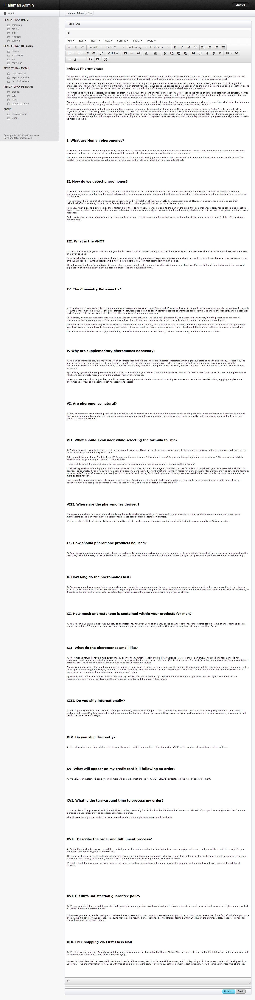 Halaman Admin
View Site
Admin
Halaman Admin
Faq
PENGATURAN UMUM
sambutan
hotline
slider
testimoni
sosmed
PENGATURAN HALAMAN
about us
technology
faq
contact us
PENGATURAN MODUL
nama website
keyword website
deskripsi website
PENGATURAN PESANAN
product
cart
scent
product category
ADMIN
ganti password
logout
Copyright © 2015 King Pheromone
Developed By Jogjasite.com
EDIT FAQ
ISI
File Edit Insert View Format Table Tools
Formats Header 2 Font Family Font Sizes
Upload
About Pheromones:
Our bodies naturally produce human pheromone chemicals, which are found on the skin of all humans. Pheromones are substances that serve as catalysts for our sixth
sense. Each person we encounter gives off a unique signature of these virtually scentless chemicals, which affect us primarily on a subconscious level.
These chemicals act as messengers and relay to us information about a persons personal attributes such as sex appeal, temperament, and so on. It is through this
chemosensory link where we form mutual attraction. Human attractiveness via our conscious senses are no longer seen as the only link in bringing people together, scent
by way of human pheromones proves yet another important link in the biology of intra-personal and societal network connections.
Pheromones do have a detectable, trace scent of their own, however the scent of pheromones generally lies outside the range of conscious detection via olfactory nerves
within the noses of most persons. The special organ within your nose called the "accessory olfactory bulb" is responsible for detecting these subconscious odors that are
then relayed to the hypothalamus within the brain, which causes sexual excitation or other primal effects which pheromones elicit.
Scientific research shows our reactions to pheromones to be predictable, and capable of duplication. Pheromones make up perhaps the most important indicator in human
attractiveness, over all out weighing our responses to even visual cues. Indeed the term "chemical attraction" is scientifically accurate.
When pheromones first reached public attention, there became an immediate demand for the product. The possibility of spraying on a "potion" that could attract the
objects of our sexual desires proves as coveted today as it has for hundreds maybe thousands of years. Now with pheromone technology we have come perhaps closer
than ever before in making such a "potion". However, as with almost every revolutionary idea, discovery, or product, exploitation follows. Pheromones are not magic
potions that when sprayed on will manipulate the unsuspecting for our selfish purposes, however they can work to amplify our own unique pheromone signatures to make
us more desirable.
I. What are Human pheromones?
A. Human Pheromones are naturally occurring chemicals that subconsciously cause certain behaviors or reactions in humans. Pheromones serve a variety of different
purposes, and can act as sexual attractants, social lubricants, trust enhancers, confidence boosters, to name a few.
There are many different human pheromone chemicals and they are all usually gender specific. This means that a formula of different pheromone chemicals must be
carefully crafted so as to cause sexual arousal, for instance, in the right sex, which they are meant to attract.
II. How do we detect pheromones?
A. Human pheromones work entirely by their odor, which is detected on a subconscious level. While it is true that most people can consciously detect the smell of
pheromones to a certain degree, the actual behavioral effects of pheromones are attributed to the sense of smell on a subconscious level, and is often referred to as our
"sixth sense."
It is commonly believed that pheromones cause their effects by stimulation of the human VNO (vomeronasal organ). However, pheromones actually cause their
behavioral effects by acting through our olfactory bulb, which is the organ which allows for us to sense odors.
Normally, when a scent is detected by the olfactory bulb, the olfactory nerve sends a signal to the part of the brain that comprehends odors, hence causing us to notice
them. However, when the scent of pheromones is detected, the nerve sends a signal instead to the hypothalamus, which is a part of the brain that primarily drives sexual
responses.
So hence is why the odor of pheromones acts on a subconscious level, since we dont know that we sense the odor of pheromones, but instead feel the effects without
knowing why.
III. What is the VNO?
A. The Vomeronasal Organ or VNO is an organ that is present in all mammals. It is part of the chemosensory system that uses chemicals to communicate with members
of a given species.
In more primitive mammals, the VNO is directly responsible for driving the sexual responses to pheromone chemicals, which is why it was believed that the same school
of thought applied to humans. However it is now known that the VNO is in fact dormant in human beings.
Since however the behavioral effects of human pheromones is obvious in humans, the alternate theory regarding the olfactory bulb and hypothalamus is the only real
explanation of why this phenomenon exists in humans, lacking a functional VNO.
IV. The Chemistry Between Us*
A. "The chemistry between us" is typically meant as a metaphor when referring to "personality" as an indicator of compatibility between two people. When used in regards
to human pheromones, however, "chemical attraction" between people can be taken literally because pheromones are essentially chemical messengers, and an essential
part of a pair's "chemistry" is actually driven by the chemistry of human pheromones.
To illustrate, woman are naturally attracted to men who are confident, calm, well admired, physically fit, and successful. However, it is the presence or absence of
pheromones that make up a males "pheromone signature" that strongly and unknowingly dictates her attraction to him on her most primitive levels.
The opposite also holds true; regardless of societal standards for female beauty, research shows that the most important aspect of her attractiveness is her pheromone
signature. Women do not have to be stunning recreations of fashion models in order to achieve mens interest, although the effect of esthetics is of course important.
There is an unexplainable sense of joy obtained by one while in the presence of their "crush," whose features may be otherwise unremarkable.
V. Why are supplementary pheromones necessary?
A. Human pheromones play an important role in our interaction with others - they are important indicators which signal our state of health and fertility. Modern day life
interferes with the natural process of maintaining a healthy level of pheromones on our skin - when we wash our bodies with soap, we scrub from our skin the
pheromones which are produced by our body. Ironically, by washing ourselves to appear more attractive, we strip ourselves of a fundamental facet of what makes us
attractive.
By applying synthetic human pheromones you will be able to replace your natural pheromone signature, and will further bolster it with powerful man-made pheromones
which are considerably more powerful than natural human pheromones.
Unless you are very physically active, you do not sweat enough to maintain the amount of natural pheromones that evolution intended. Thus, applying supplemental
pheromones to your skin becomes both necessary and logical.
VI. Are pheromones natural?
A. Yes, pheromones are naturally produced by our bodies and deposited on our skin through the process of sweating. What is unnatural however is modern day life, in
that by washing ourselves daily, we remove pheromones from our skin. Pheromones play a crucial role in human sexuality and relationships, and without them this
natural balance is disrupted.
VII. What should I consider while selecting the formula for me?
A. Each formula is carefully designed to attract people into your life. Using the most advanced knowledge of pheromone technology and up to date research, we have a
formula to suit just about every social need.
Ask yourself this question, "What do I want?" Do you want to meet women? How about a man? Do you want to put a job interviewer at ease? The answers will dictate
which formula or products you choose. Its that simple!
If you wish to be a little more strategic in your approach to choosing one of our products may we suggest the following?
To either replenish or to modify your pheromone signature, it may be of some advantage to consider how the formula will compliment your own personal attributes and
desires. For example, if you are by nature a sensitive person, more inclined toward emotional intimacy, Certo for men, and Achar for women, may be among the formulas
more suitable for you. If however, you are just out to have fun and looking for something more physical, than Alfa Maschio for men, or Alfa Donna for women may be
more suitable for you.
Just remember, pheromones can only enhance, not replace. So ultimately it is best to build upon whatever you already have by way for personality, and physical
attributes, when selecting the pheromone formulas that we offer, and live as if "fortune favors the bold."
VIII. Where are the pheromones derived?
The pheromone chemicals we use are all made synthetically in laboratory settings. Experienced organic chemists synthesize the pheromone compounds we use to
manufacture our line of pheromones. Pheromones are not derived from or tested on animals.
We have only the highest standards for product quality - all of our pheromone chemicals are independently tested to ensure a purity of 98% or greater.
IX. How should pheromone products be used?
A. Apply pheromones as one would any cologne or perfume. For maximum performance, we recommend that our products be applied the major pulse-points such as the
neck line, behind the ears, or the underside of your wrists. Store the bottle in a cool location out of direct sunlight. Our pheromone products are for external use only.
X. How long do the pheromones last?
A. Our pheromone formulas contain a unique silicone carrier which promotes a timed, linear release of pheromones. When our formulas are sprayed on to the skin, the
effect is most pronounced for the first 4-6 hours, depending on the ambient temperature. The silicone base is more advanced than most pheromone products available, as
it bonds to the skin and forms a water-resistant layer which delivers the pheromones over a longer period of time.
XI. How much androstenone is contained within your products for men?
A. Alfa Maschio Contains a moderate quantity of androstenone, however Certo is primarily based on AndrostAnone. Alfa Maschio contains 3mg of androstenone per oz,
and certo contains 0.5 mg per oz. Androstenone has a fairly strong masculine odor, and so Alfa Maschio may have stronger odor than Certo.
XII. What do the pheromones smell like?
A. Pheromones naturally have a mild sweet-musky odor to them, which is easily masked by fragrance (I.e. cologne or perfume). The smell of pheromones is not
unpleasant, and so our unscented formulas can even be worn without a cover-scent. We now offer 4 unique scents for most formulas, made using the finest essential and
botanical oils, which are available at the same price as the unscented formulas.
The pheromone products for men have a more pronounced odor, which resembles fresh, clean sweat - others often remark that the odor of pheromones on a man makes
them appear more rugged, stronger, and more sexually appealing. Our pheromones for men combine the essence of a man with synthetic pheromones which are far
more powerful than natural pheromones present on a man's skin.
Again the smell of our pheromone products are mild, agreeable, and easily masked by a small amount of cologne or perfume. For the highest convenience, we
recommend you try one of our formulas that are already scented with high quality fragrances.
XIII. Do you ship internationally?
A. Yes: a primary focus of Alpha Dream is the global market, and we welcome purchasers from all over the world. We offer several shipping options to international
customers. Express Mail International is highly recommended for international purchases. If by rare event your package is lost in transit or refused by customs, we will
reship the order free of charge.
XIV. Do you ship discreetly?
A. Yes: all products are shipped discretely in small brown box which is unmarked, other than with "ADPT" as the sender, along with our return address.
XV. What will appear on my credit card bill following an order?
A. We value our customer's privacy - customers will see a discreet charge from "ADT ONLINE" reflected on their credit card statement.
XVI. What is the turn-around time to process my order?
A. Your order will be processed and shipped within 1-2 days generally for destinations both in the United States and abroad. If you purchase single molecules from our
ingredients page, there may be an additional processing time.
Should there be any issues with your order, we will contact you via phone or email within 24 hours.
XVII. Describe the order and fulfillment process?
A. During the checkout process, you will be emailed your order number and order description from our shopping cart server, and you will be emailed a receipt for your
payment from either Paypal or authorize.net
After your order is processed and shipped, you will receive an email from our shopping cart server, indicating that your order has been prepared for shipping this email
should contain tracking information, and you will also be emailed your tracking number from UPS or USPS.
We understand that customer service is vital to our success, and so we emphasize the importance of keeping our customers informed every step of the fulfillment
process.
XVIII. 100% satisfaction guarantee policy
A. We are confident that you will be satisfied with your pheromone product. We have developed a diverse line of the most powerful and concentrated pheromone products
available on the commercial market.
If however you are unsatisfied with your purchase for any reason, you may return or exchange your purchase. Products may be returned for a full refund of the purchase
price, within 90 days of your purchase. Products may also be returned and exchanged for a different formula within 90 days of the purchase date. Please click here for
our address and return instructions.
XIX. Free shipping via First Class Mail
A. We offer free shipping via First Class Mail, for domestic customers located within the United States. This service is offered via the Postal Service, and your package will
be delivered with your local mail, in discreet packaging.
Generally, First Class Mail delivers within 3-5 days to eastern time zones, 2-3 days to central time zones, and 1-2 days to pacific time zones. Orders will be shipped from
California. Tracking information is included with free shipping, at no extra cost. If by rare event the shipment is lost in transit, we will reship your order free of charge.
h2
Publish
Back